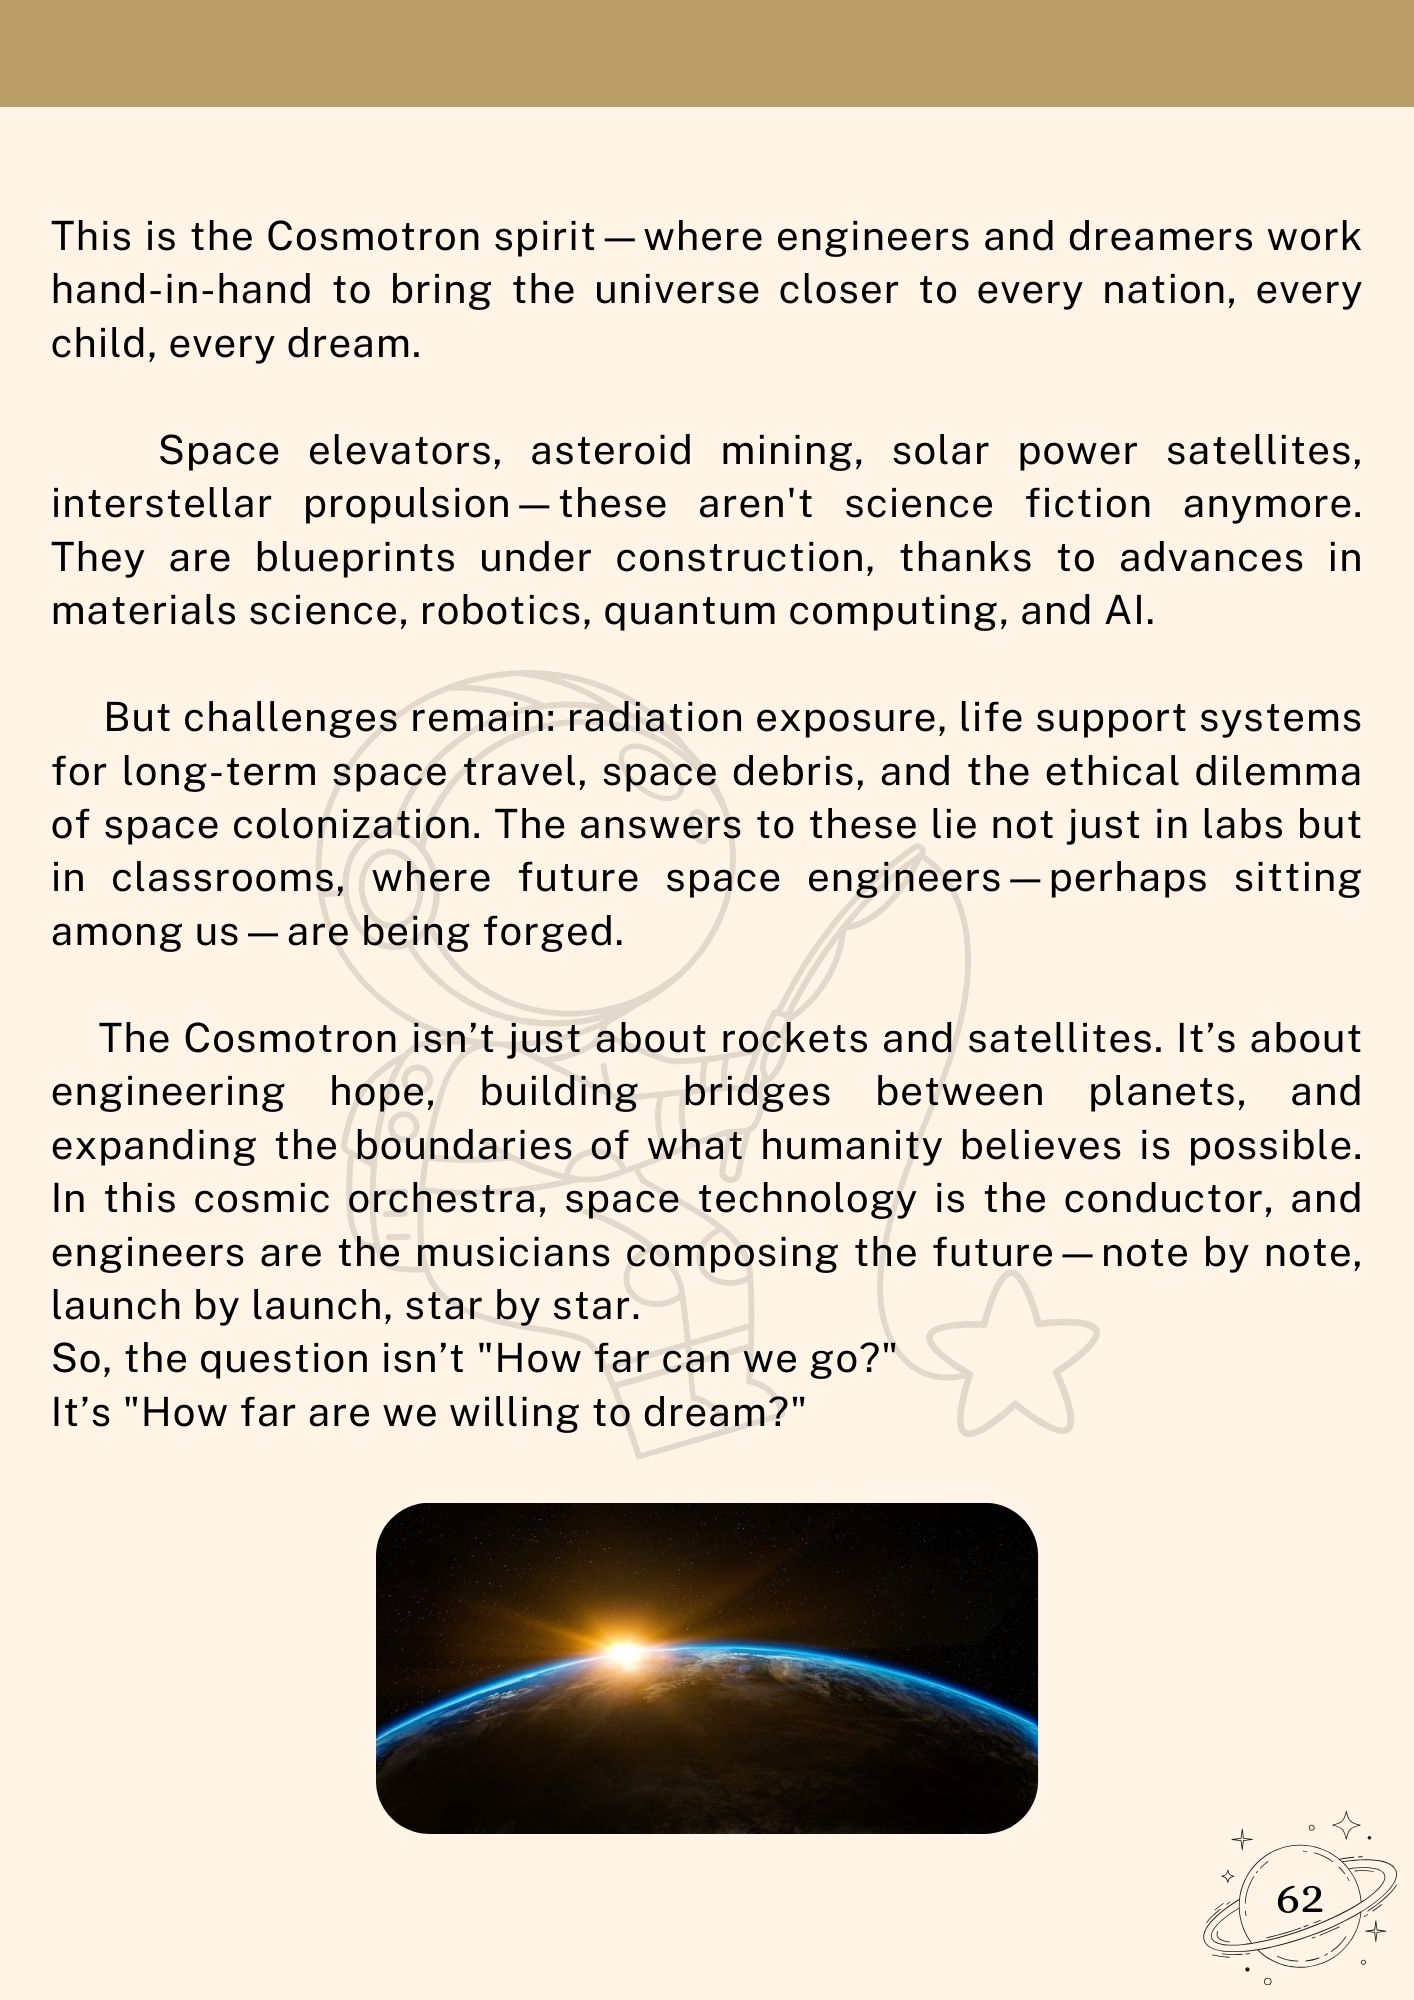 This is the Cosmotron spirit—where engineers and dreamers work
hand-in-hand to bring the universe closer to every nation, every
child, every dream.
Space elevators, asteroid mining, solar power satellites,
interstellar propulsion—these aren't science fiction anymore.
They are blueprints under construction, thanks to advances in
materials science, robotics, quantum computing, and AI.
But challenges remain: radiation exposure, life support systems
for long-term space travel, space debris, and the ethical dilemma
of space colonization. The answers to these lie not just in labs but
in classrooms, where future space engineers—perhaps sitting
among us—are being forged.
The Cosmotron isn’t just about rockets and satellites. It’s about
engineering hope, building bridges between planets, and
expanding the boundaries of what humanity believes is possible.
In this cosmic orchestra, space technology is the conductor, and
engineers are the musicians composing the future—note by note,
launch by launch, star by star.
So, the question isn’t "How far can we go?"
It’s "How far are we willing to dream?"
62